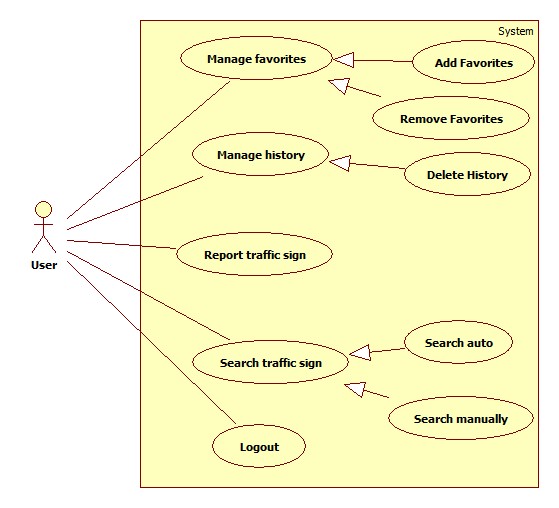 System
Manage favorites
Add Favorites
Remove Favorites
Manage history
Delete History
User
Report traffic sign
Search auto
Search traffic sign
Search manually
Logout